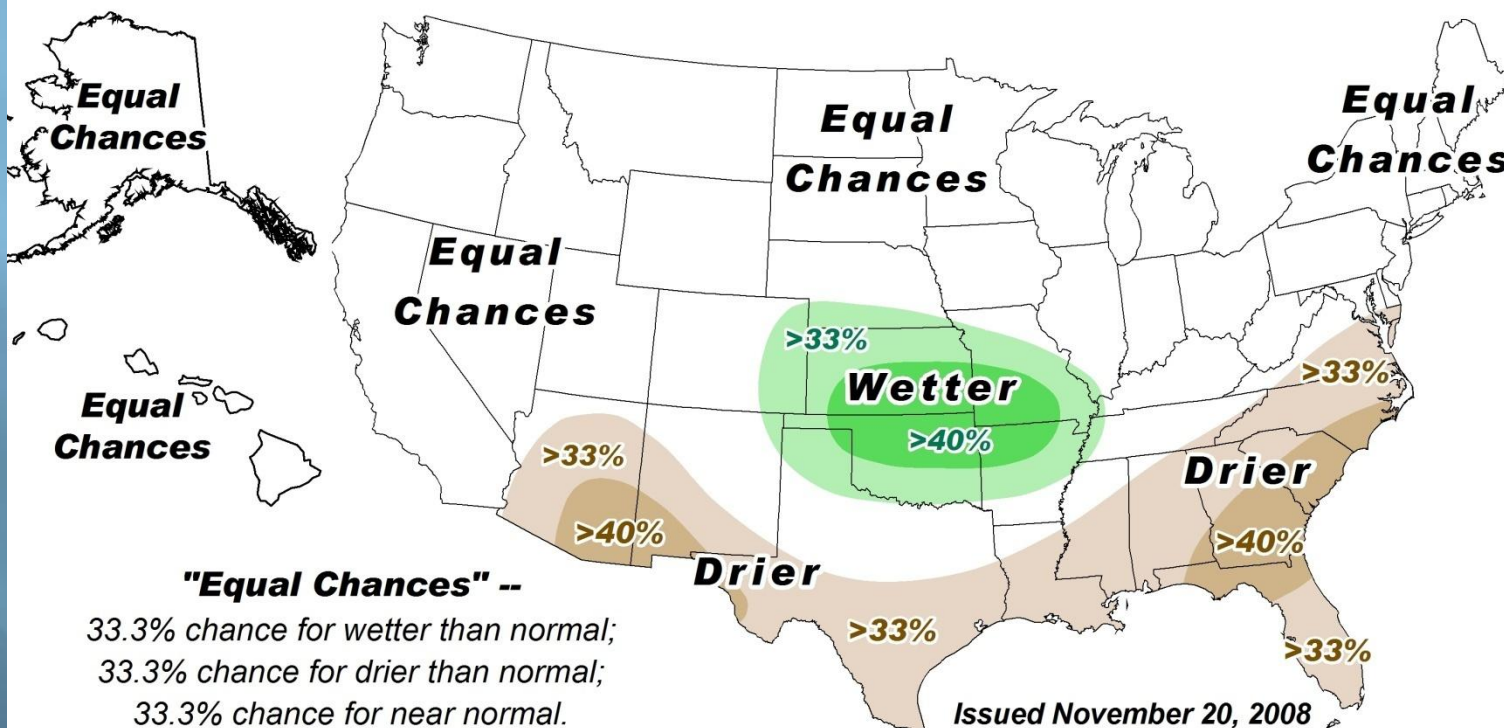 Equal
Chances
Equal
Chances
Equal
Chances
Equal
Chances
Equal
Chances
>33%
Wetter
>40%
>33%
>40%
Drier
>33%
>33%
Drier
>40%
>33%
"Equal Chances" --
33.3% chance for wetter than normal;
33.3% chance for drier than normal;
33.3% chance for near normal.
Issued November 20, 2008